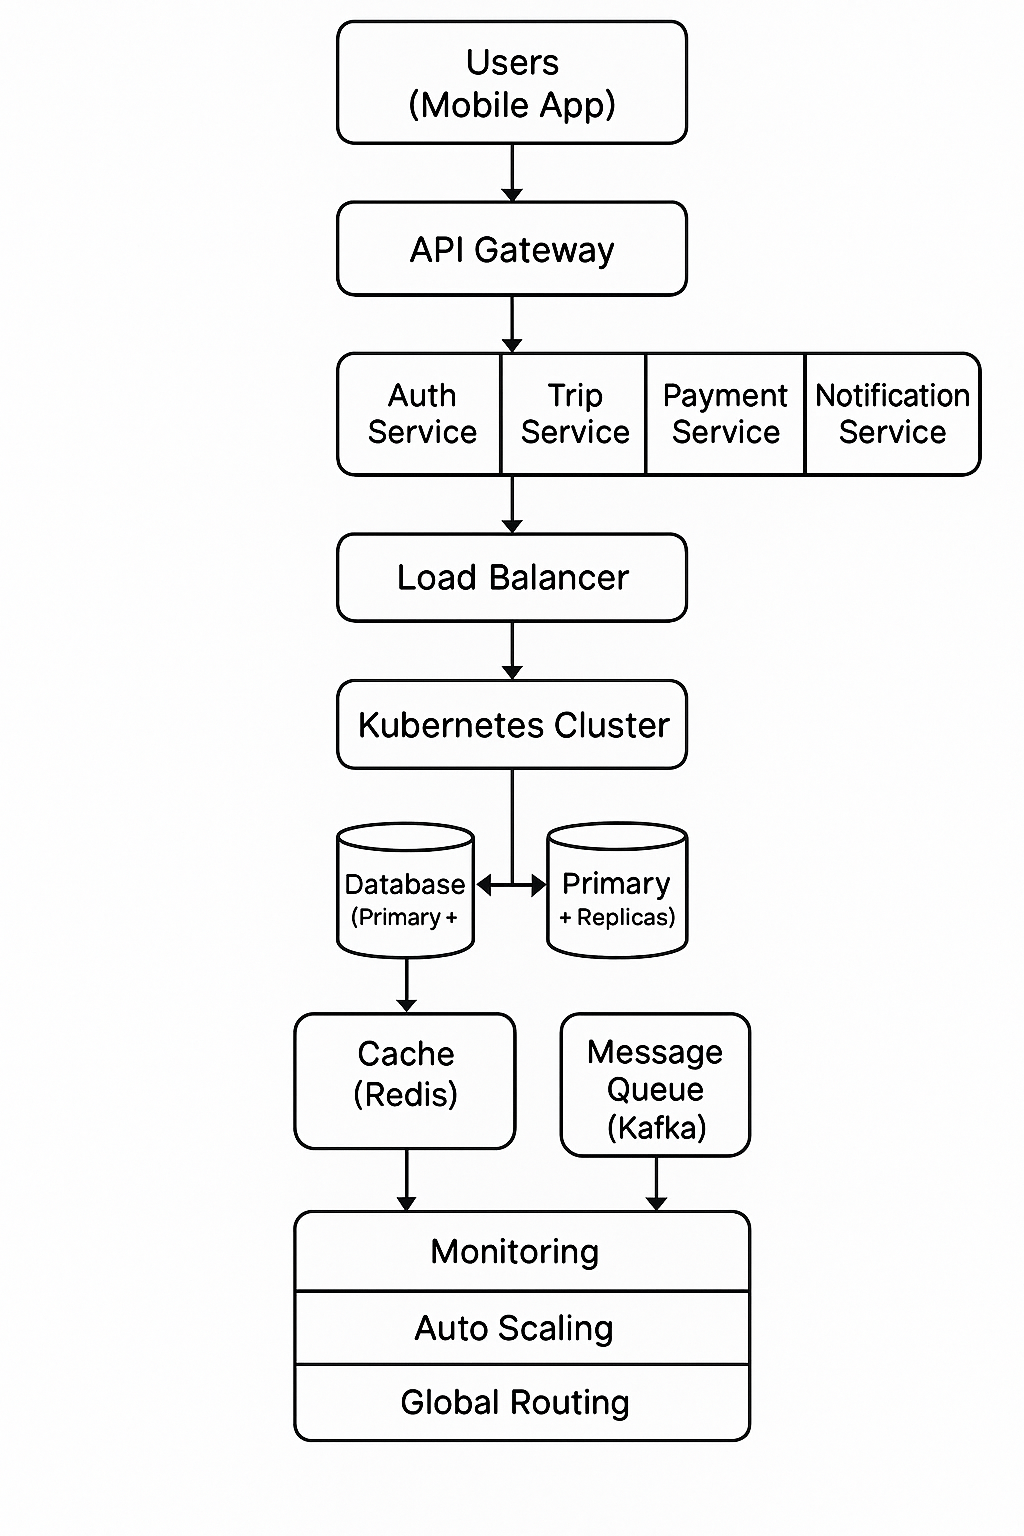 Users
(Mobile App)
API Gateway
Auth
Service
Trip
Service
Payment
Service
Notification
Service
Load Balancer
Kubernetes Cluster
Database
(Primary +
Primary
+ Replicas)
Cache
(Redis)
Message
Queue
(Kafka)
Monitoring
Auto Scaling
Global Routing